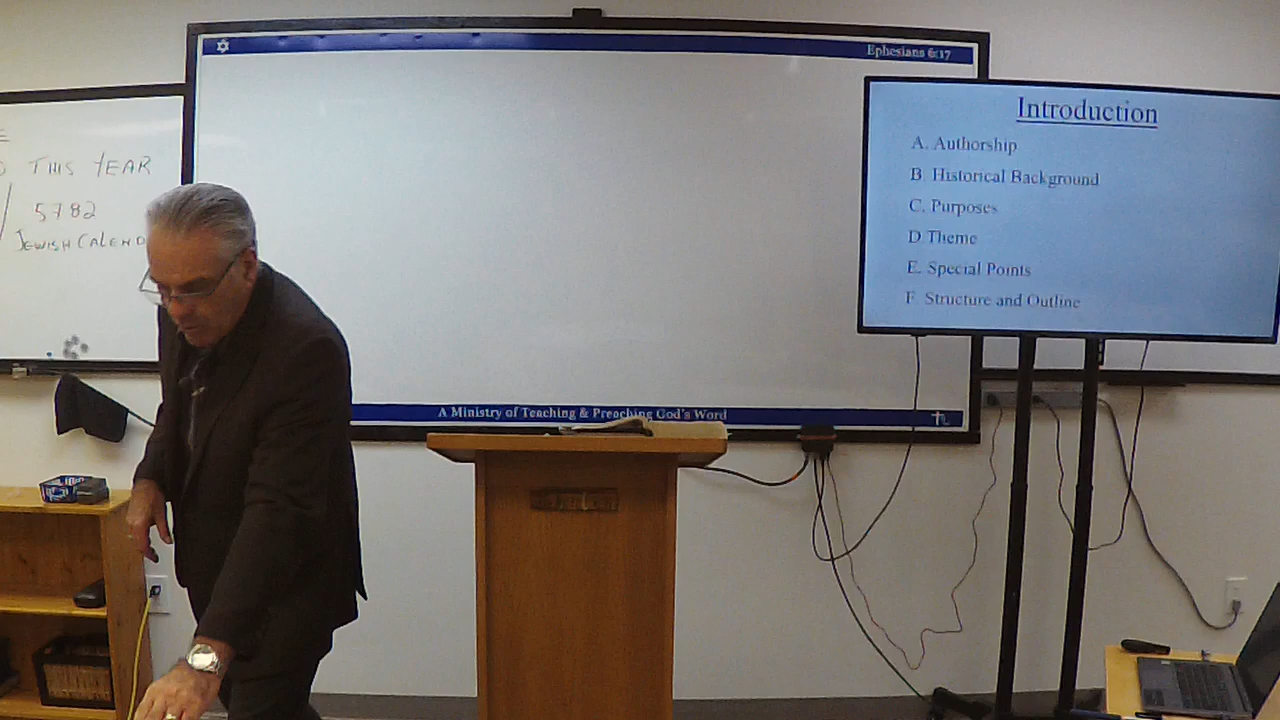 THIS YEAR
5782
JEWISH CALEND
Ephesians 6:17
Introduction
A. Authorship
B. Historical Background
C. Purposes
D Theme
E. Special Points
F. Structure and Outline
A Ministry of Teaching & Preaching God's Word